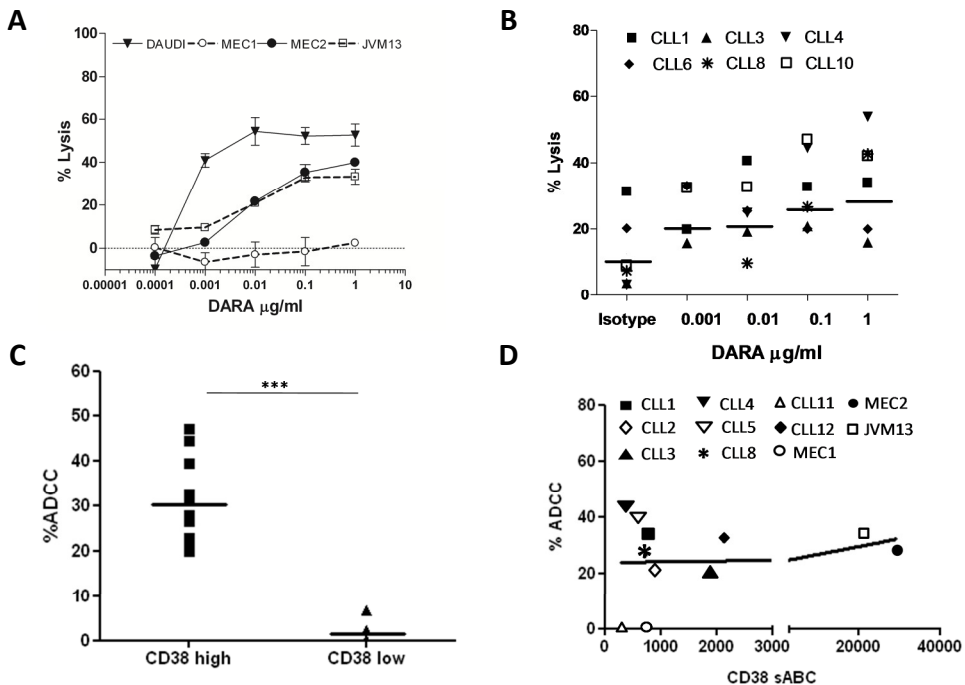 A
100
80
60
40
20
0
% Lysis
DAUDI MEC1 MEC2 JVM13
0.00001 0.0001 0.001 0.01 0.1 1 10
DARA µg/ml
B
80
60
40
20
0
% Lysis
CLL1 CLL3 CLL4
CLL6 CLL8 CLL10
Isotype 0.001 0.01 0.1 1
DARA µg/ml
C
60
50
40
30
20
10
0
%ADCC
***
CD38 high CD38 low
D
80
60
40
20
0
% ADCC
CLL1 CLL4 CLL11 MEC2
CLL2 CLL5 CLL12 JVM13
CLL3 CLL8 MEC1
0 1000 2000 3000 20000 40000
CD38 sABC